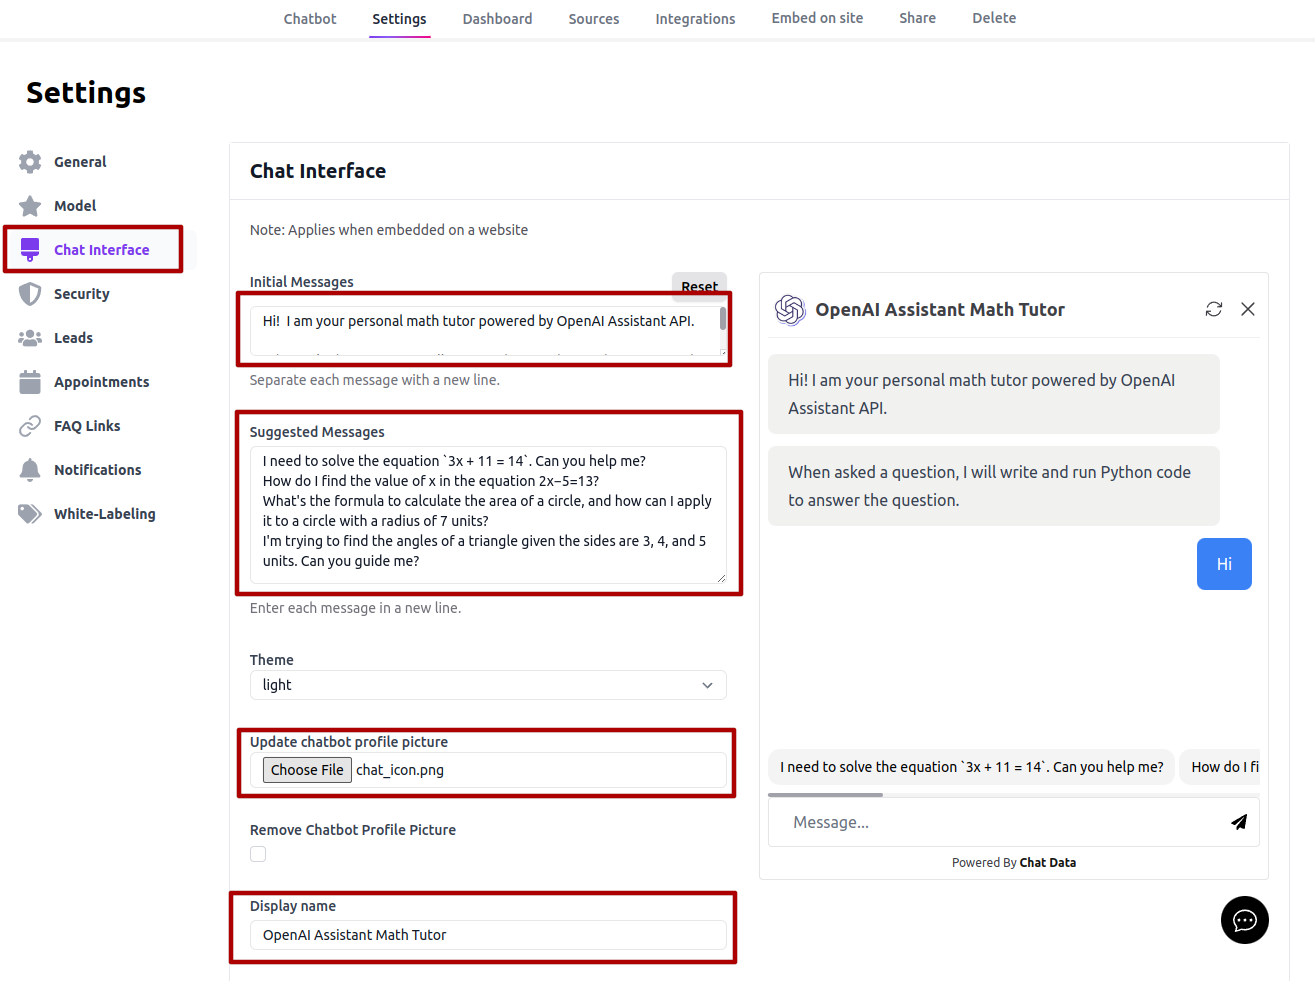 Chatbot Settings Dashboard Sources Integrations Embed on site Share Delete
Settings
General
Model
Chat Interface
Security
Leads
Appointments
FAQ Links
Notifications
White-Labeling
Chat Interface
Note: Applies when embedded on a website
Initial Messages
Reset
Hi!  I am your personal math tutor powered by OpenAI Assistant API.
Separate each message with a new line.
Suggested Messages
I need to solve the equation `3x + 11 = 14`. Can you help me?
How do I find the value of x in the equation 2x−5=13?
What's the formula to calculate the area of a circle, and how can I apply
it to a circle with a radius of 7 units?
I'm trying to find the angles of a triangle given the sides are 3, 4, and 5
units. Can you guide me?
Enter each message in a new line.
Theme
light
Update chatbot profile picture
Choose File chat_icon.png
Remove Chatbot Profile Picture
Display name
OpenAI Assistant Math Tutor
OpenAI Assistant Math Tutor
Hi! I am your personal math tutor powered by OpenAI
Assistant API.
When asked a question, I will write and run Python code
to answer the question.
Hi
I need to solve the equation `3x + 11 = 14`. Can you help me?
How do I fi
Message...
Powered By Chat Data